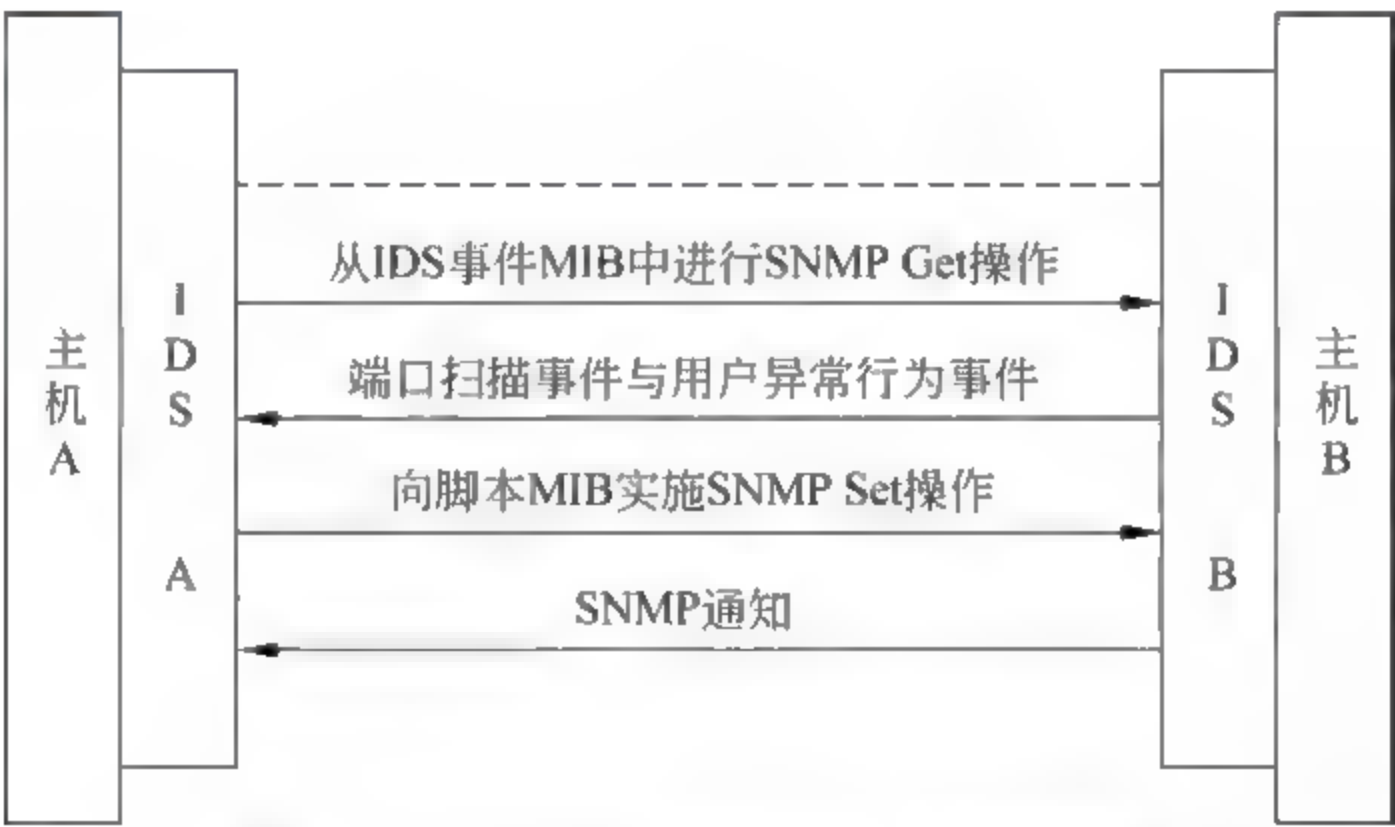 从IDS事件MIB中进行SNMP Get操作
端口扫描事件与用户异常行为事件
向脚本MIB实施SNMP Set操作
SNMP通知
主机A
IDS A
IDS B
主机B